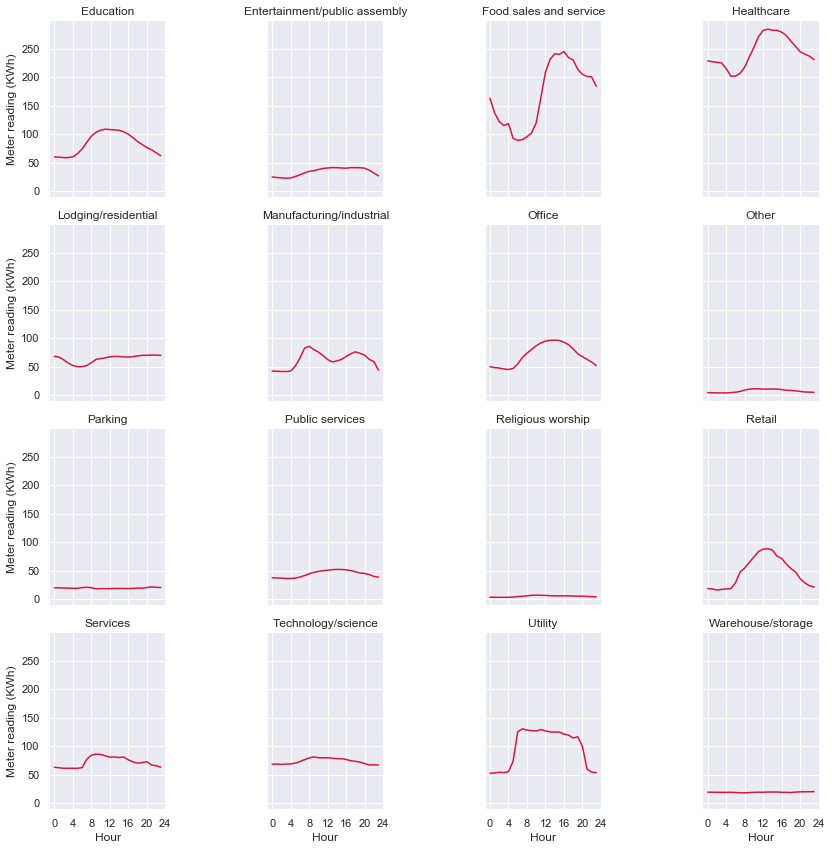 Education
Entertainment/public assembly
Food sales and service
Healthcare
Meter reading (KWh)
250
200
150
100
50
0
Lodging/residential
Manufacturing/industrial
Office
Other
Meter reading (KWh)
250
200
150
100
50
0
Parking
Public services
Religious worship
Retail
Meter reading (KWh)
250
200
150
100
50
0
Services
Technology/science
Utility
Warehouse/storage
Meter reading (KWh)
250
200
150
100
50
0
0 4 8 12 16 20 24
Hour
0 4 8 12 16 20 24
Hour
0 4 8 12 16 20 24
Hour
0 4 8 12 16 20 24
Hour